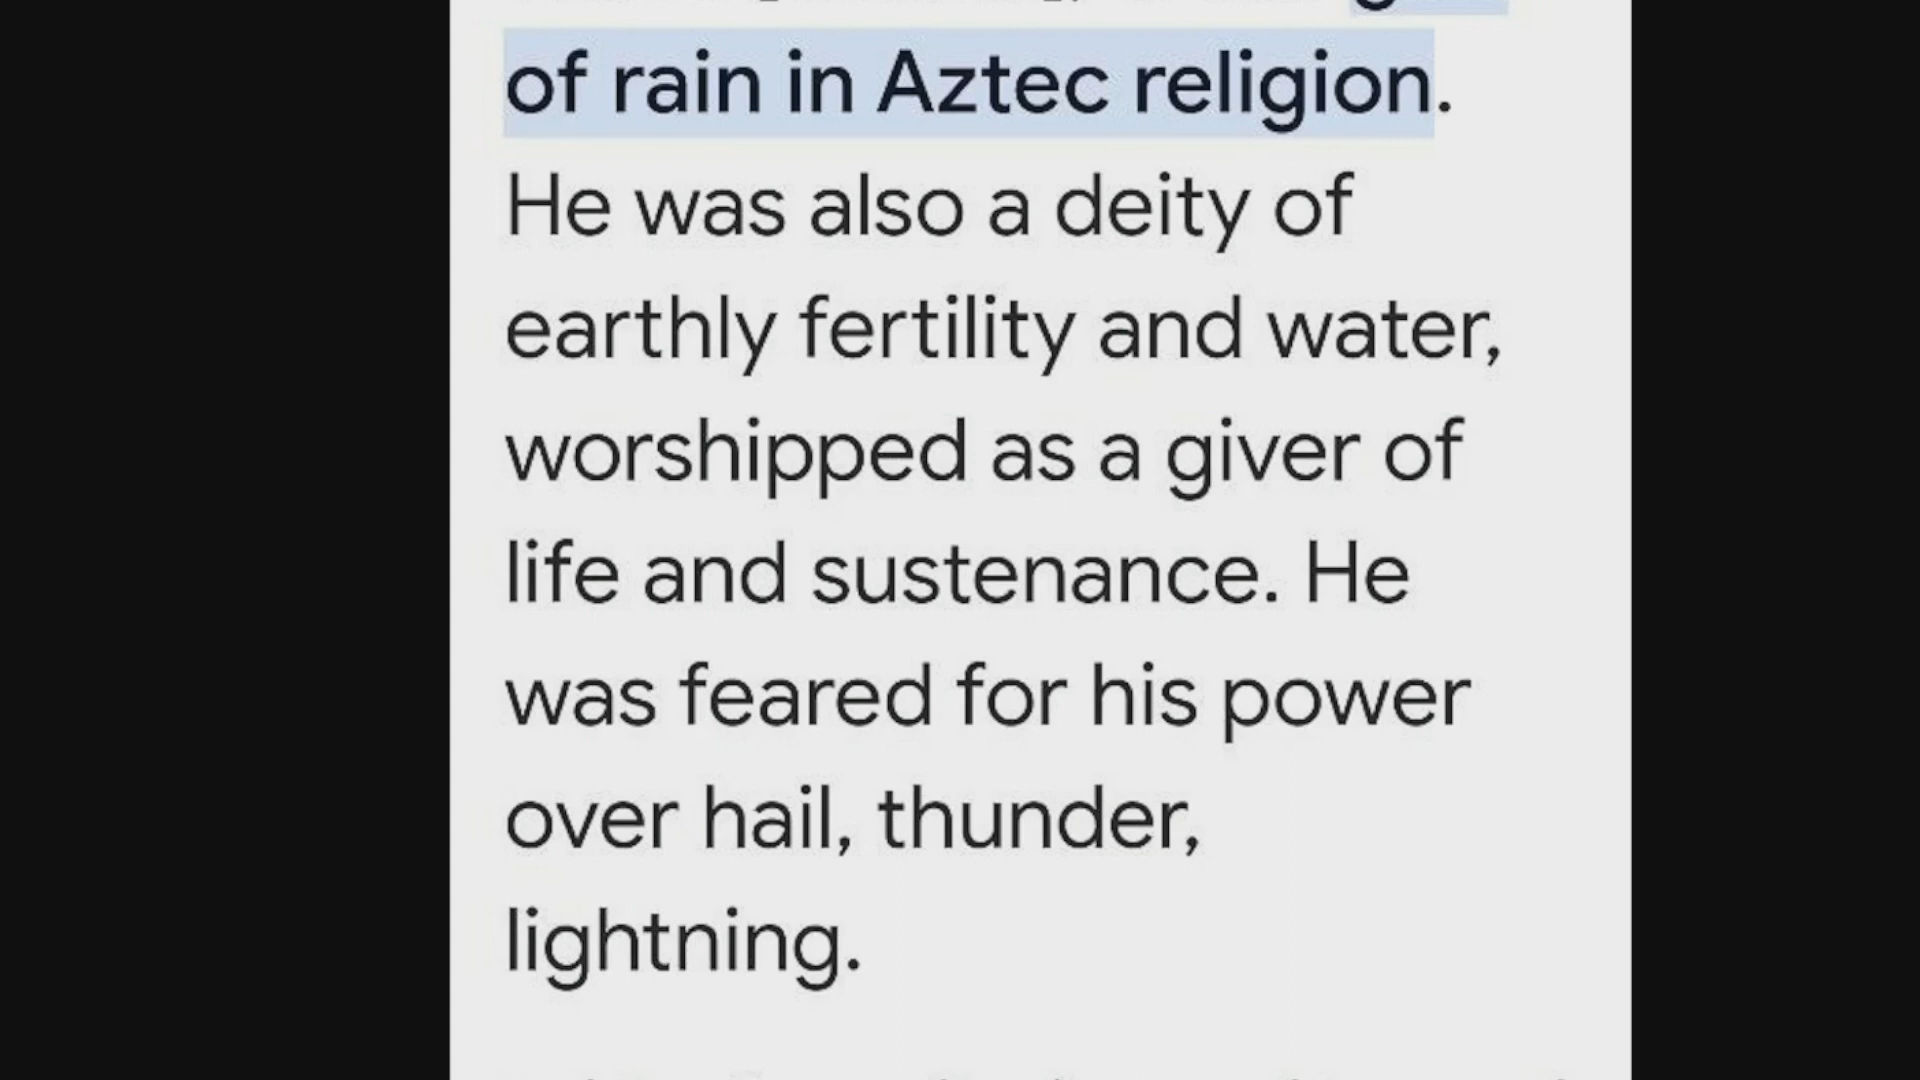 of rain in Aztec religion.
He was also a deity of
earthly fertility and water,
worshipped as a giver of
life and sustenance. He
was feared for his power
over hail, thunder,
lightning.